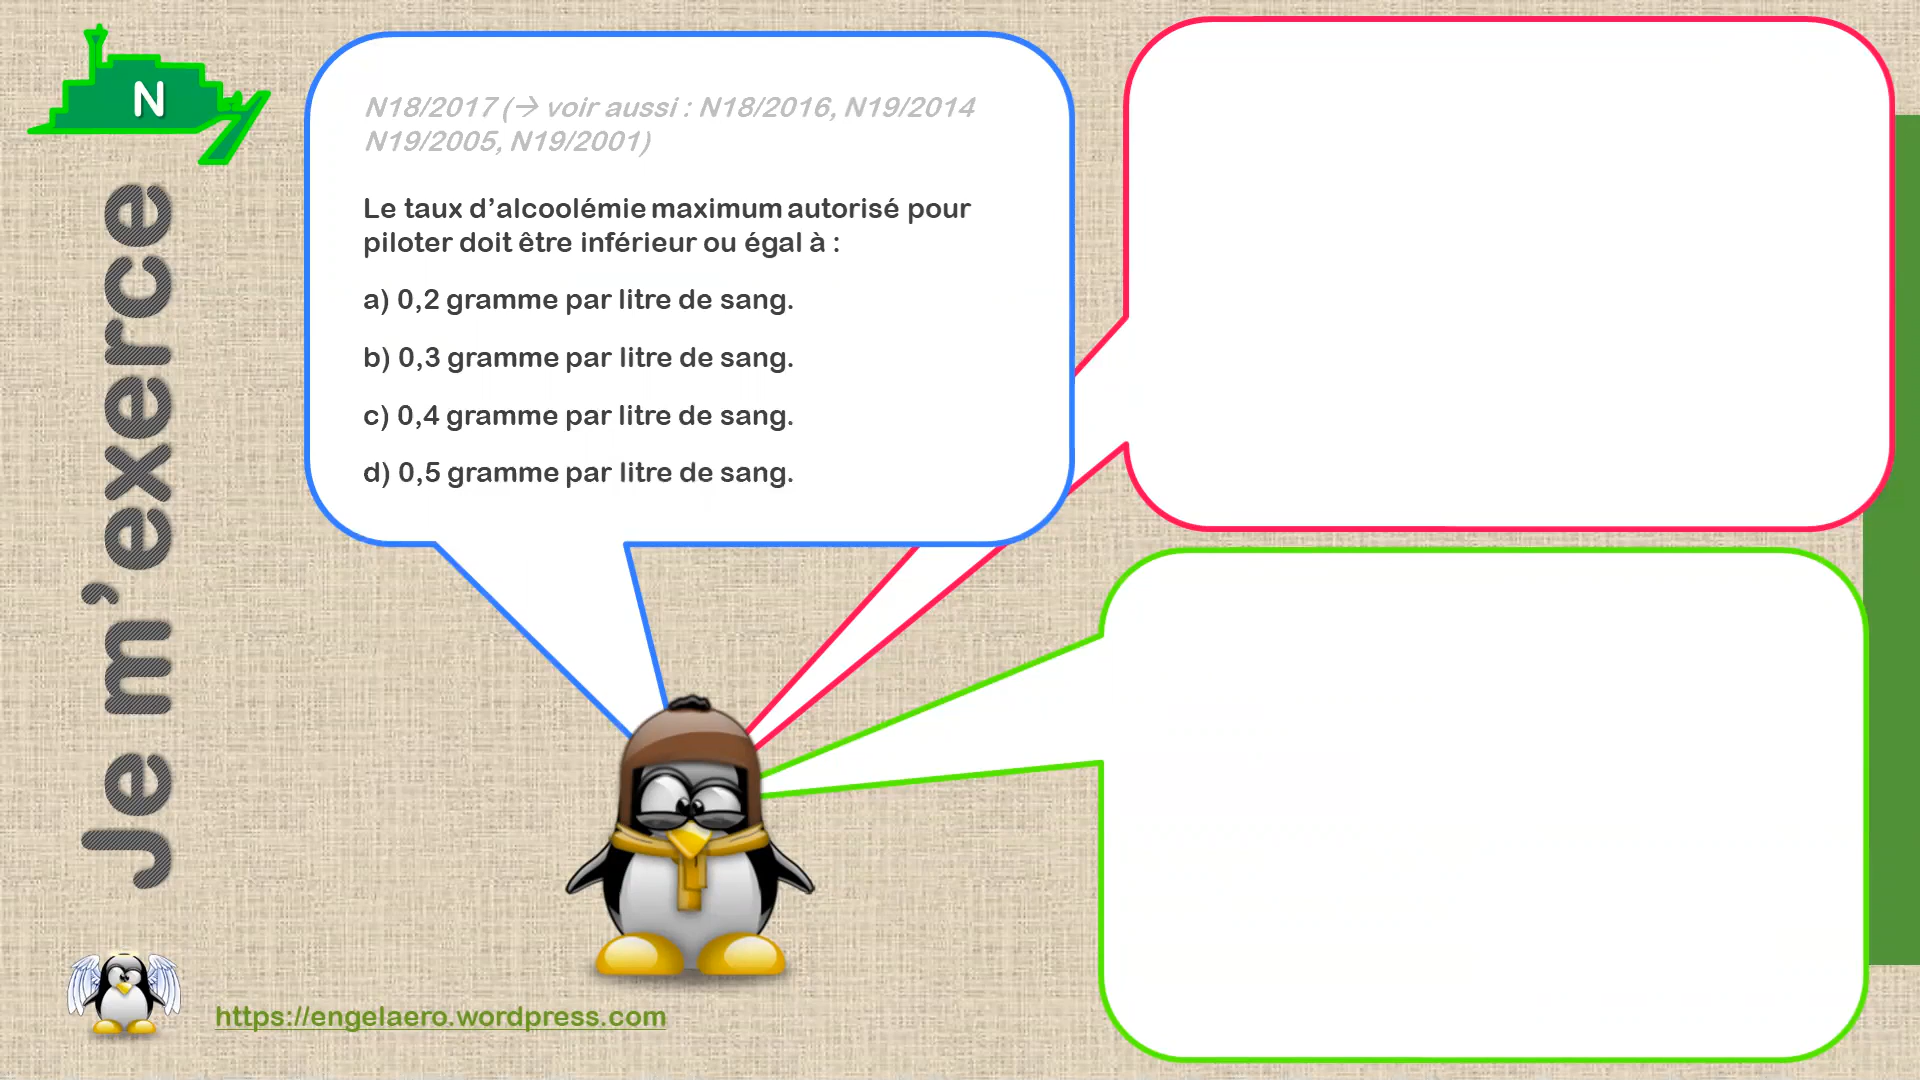 N
Je m’exerce
N18/2017 (→ voir aussi : N18/2016, N19/2014
N19/2005, N19/2001)
Le taux d’alcoolémie maximum autorisé pour
piloter doit être inférieur ou égal à :
a) 0,2 gramme par litre de sang.
b) 0,3 gramme par litre de sang.
c) 0,4 gramme par litre de sang.
d) 0,5 gramme par litre de sang.
https://engelaero.wordpress.com